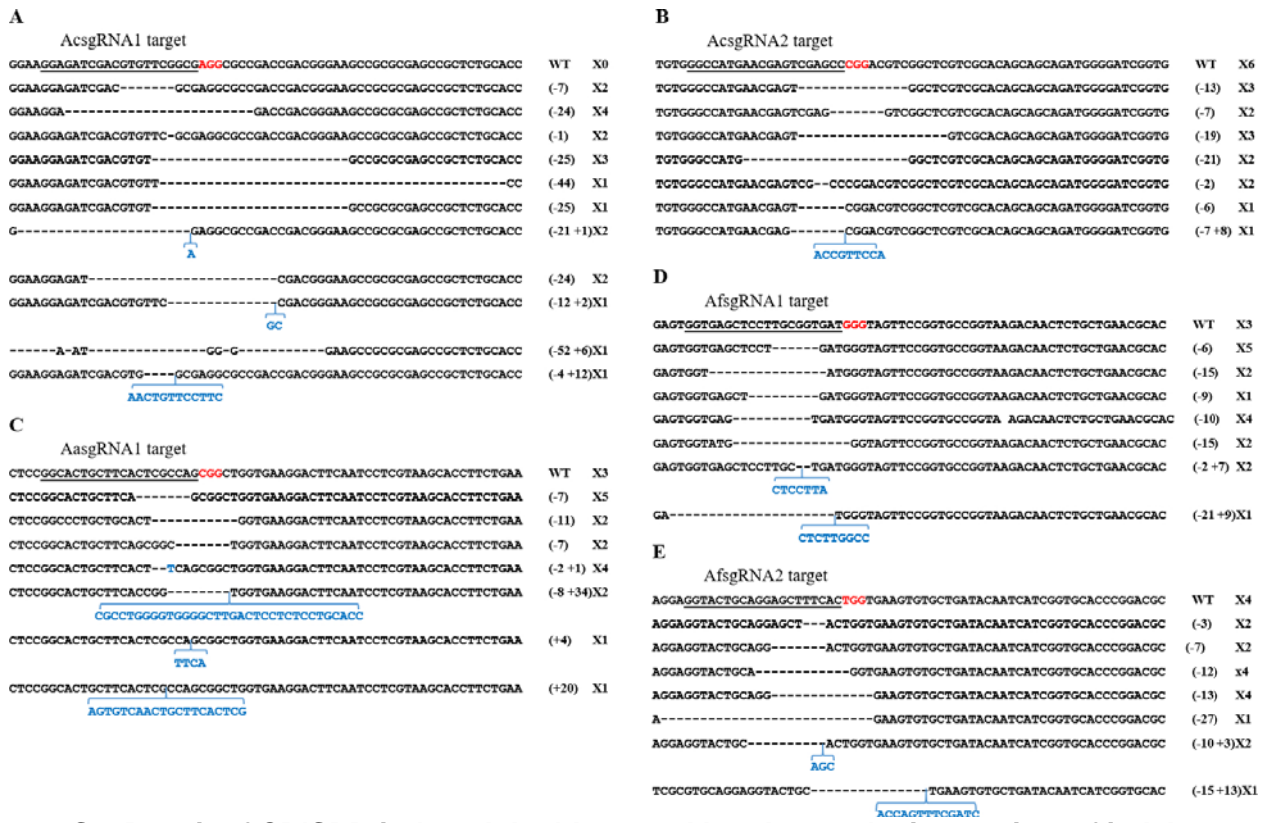 A
AcsgRNA1 target
GGAAGGAGATCGACGTGTTCGGCGAGGCGCCGACCGACGGGAAGCCGCGCGAGCCGCTCTGCACC WT X0
GGAAGGAGATCGAC-------GCGAGGCGCCGACCGACGGGAAGCCGCGCGAGCCGCTCTGCACC (-7) X2
GGAAGGA------------------------GACCGACGGGAAGCCGCGCGAGCCGCTCTGCACC (-24) X4
GGAAGGAGATCGACGTGTTC-GCGAGGCGCCGACCGACGGGAAGCCGCGCGAGCCGCTCTGCACC (-1) X2
GGAAGGAGATCGACGTGT-------------------------GCCGCGCGAGCCGCTCTGCACC (-25) X3
GGAAGGAGATCGACGTGTT--------------------------------------------CC (-44) X1
GGAAGGAGATCGACGTGT-------------------------GCCGCGCGAGCCGCTCTGCACC (-25) X1
G----------------------GAGGCGCCGACCGACGGGAAGCCGCGCGAGCCGCTCTGCACC (-21 +1)X2
A
GGAAGGAGAT------------------------CGACGGGAAGCCGCGCGAGCCGCTCTGCACC (-24) X2
GGAAGGAGATCGACGTGTTC--------------CGACGGGAAGCCGCGCGAGCCGCTCTGCACC (-12 +2)X1
GC
------A-AT---------------GG-G-----------GAAGCCGCGCGAGCCGCTCTGCACC (-52 +6)X1
GGAAGGAGATCGACGTG----GCGAGGCGCCGACCGACGGGAAGCCGCGCGAGCCGCTCTGCACC (-4 +12)X1
AACTGTTCCTTC
C
AasgRNA1 target
CTCCGGCACTGCTTCACTCGCCAGCGGCTGGTGAAGGACTTCAATCCTCGTAAGCACCTTCTGAA WT X3
CTCCGGCACTGCTTCA-------GCGGCTGGTGAAGGACTTCAATCCTCGTAAGCACCTTCTGAA (-7) X5
CTCCGGCCCTGCTGCACT-----------GGTGAAGGACTTCAATCCTCGTAAGCACCTTCTGAA (-11) X2
CTCCGGCACTGCTTCAGCGGC-------TGGTGAAGGACTTCAATCCTCGTAAGCACCTTCTGAA (-7) X2
CTCCGGCACTGCTTCACT--TCAGCGGCTGGTGAAGGACTTCAATCCTCGTAAGCACCTTCTGAA (-2 +1) X4
CTCCGGCACTGCTTCACCGG--------TGGTGAAGGACTTCAATCCTCGTAAGCACCTTCTGAA (-8 +34)X2
CGCCTGGGGTGGGGCTTGACTCCTCTCCTGCACC
CTCCGGCACTGCTTCACTCGCCAGCGGCTGGTGAAGGACTTCAATCCTCGTAAGCACCTTCTGAA (+4) X1
TTCA
CTCCGGCACTGCTTCACTCGCCAGCGGCTGGTGAAGGACTTCAATCCTCGTAAGCACCTTCTGAA (+20) X1
AGTGTCAACTGCTTCACTCG
B
AcsgRNA2 target
TGTGGGCCATGAACGAGTCGAGCCCGGACGTCGGCTCGTCGCACAGCAGCAGATGGGGATCGGTG WT X6
TGTGGGCCATGAACGAGT--------------GGCTCGTCGCACAGCAGCAGATGGGGATCGGTG (-13) X3
TGTGGGCCATGAACGAGTCGAG-------GTCGGCTCGTCGCACAGCAGCAGATGGGGATCGGTG (-7) X2
TGTGGGCCATGAACGAGT-------------------GTCGCACAGCAGCAGATGGGGATCGGTG (-19) X3
TGTGGGCCATG---------------------GGCTCGTCGCACAGCAGCAGATGGGGATCGGTG (-21) X2
TGTGGGCCATGAACGAGTCG--CCCGGACGTCGGCTCGTCGCACAGCAGCAGATGGGGATCGGTG (-2) X2
TGTGGGCCATGAACGAGT------CGGACGTCGGCTCGTCGCACAGCAGCAGATGGGGATCGGTG (-6) X1
TGTGGGCCATGAACGAG-------CGGACGTCGGCTCGTCGCACAGCAGCAGATGGGGATCGGTG (-7 +8) X1
ACCGTTCCA
D
AfsgRNA1 target
GAGTGGTGAGCTCCTTGCGGTGATGGGTAGTTCCGGTGCCGGTAAGACAACTCTGCTGAACGCAC WT X3
GAGTGGTGAGCTCCT------GATGGGTAGTTCCGGTGCCGGTAAGACAACTCTGCTGAACGCAC (-6) X5
GAGTGGT---------------ATGGGTAGTTCCGGTGCCGGTAAGACAACTCTGCTGAACGCAC (-15) X2
GAGTGGTGAGCT---------GATGGGTAGTTCCGGTGCCGGTAAGACAACTCTGCTGAACGCAC (-9) X1
GAGTGGTGAG----------TGATGGGTAGTTCCGGTGCCGGTA AGACAACTCTGCTGAACGCAC (-10) X4
GAGTGGTATG---------------GGTAGTTCCGGTGCCGGTAAGACAACTCTGCTGAACGCAC (-15) X2
GAGTGGTGAGCTCCTTGC--TGATGGGTAGTTCCGGTGCCGGTAAGACAACTCTGCTGAACGCAC (-2 +7) X2
CTCCTTA
GA---------------------TGGGTAGTTCCGGTGCCGGTAAGACAACTCTGCTGAACGCAC (-21 +9)X1
CTCTTGGCC
E
AfsgRNA2 target
AGGAGGTACTGCAGGAGCTTTCACTGGTGAAGTGTGCTGATACAATCATCGGTGCACCCGGACGC WT X4
AGGAGGTACTGCAGGAGCT---ACTGGTGAAGTGTGCTGATACAATCATCGGTGCACCCGGACGC (-3) X2
AGGAGGTACTGCAGG-------ACTGGTGAAGTGTGCTGATACAATCATCGGTGCACCCGGACGC (-7) X2
AGGAGGTACTGCA------------GGTGAAGTGTGCTGATACAATCATCGGTGCACCCGGACGC (-12) x4
AGGAGGTACTGCAGG-------------GAAGTGTGCTGATACAATCATCGGTGCACCCGGACGC (-13) X4
A---------------------------GAAGTGTGCTGATACAATCATCGGTGCACCCGGACGC (-27) X1
AGGAGGTACTGC----------ACTGGTGAAGTGTGCTGATACAATCATCGGTGCACCCGGACGC (-10 +3)X2
AGC
TCGCGTGCAGGAGGTACTGC---------------TGAAGTGTGCTGATACAATCATCGGTGCAC (-15 +13)X1
ACCAGTTTCGATC